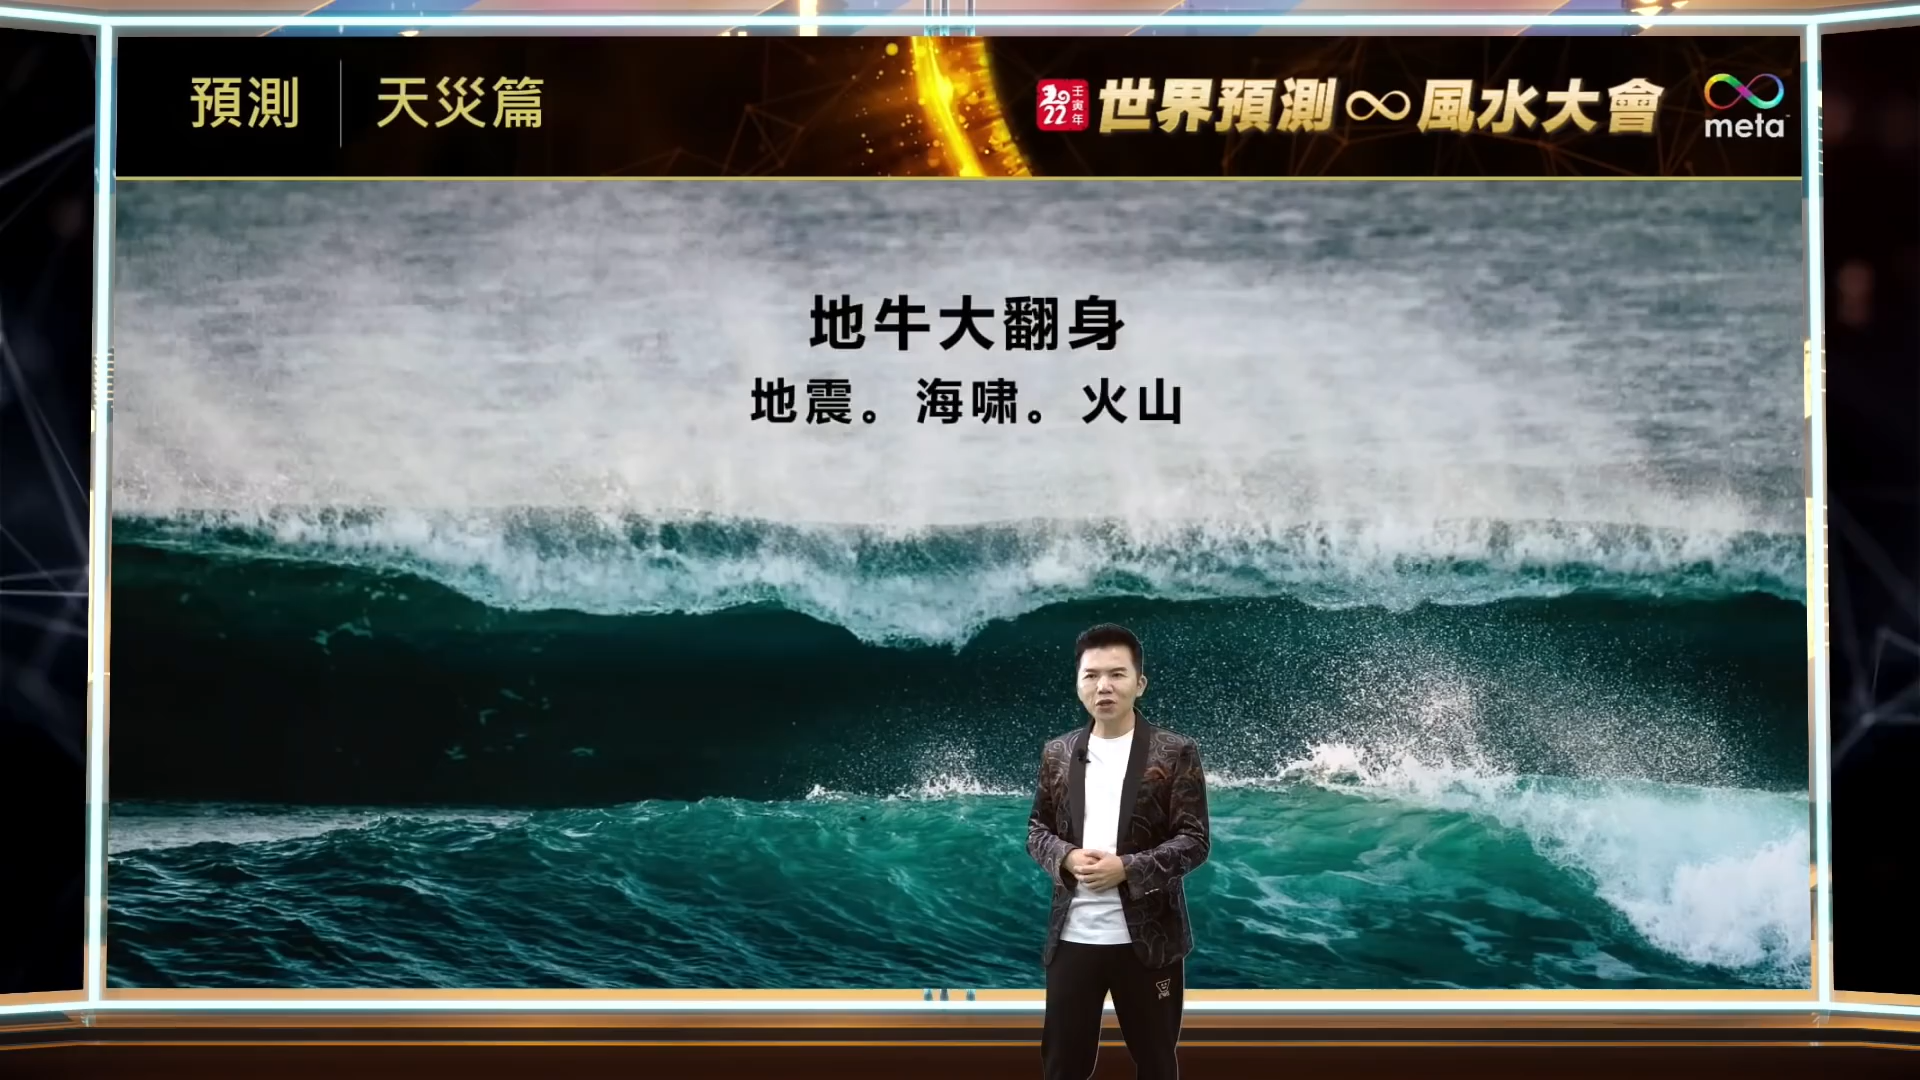 預測 天災篇
2022 壬寅年 世界預測∞風水大會 meta
地牛大翻身
地震。海啸。火山